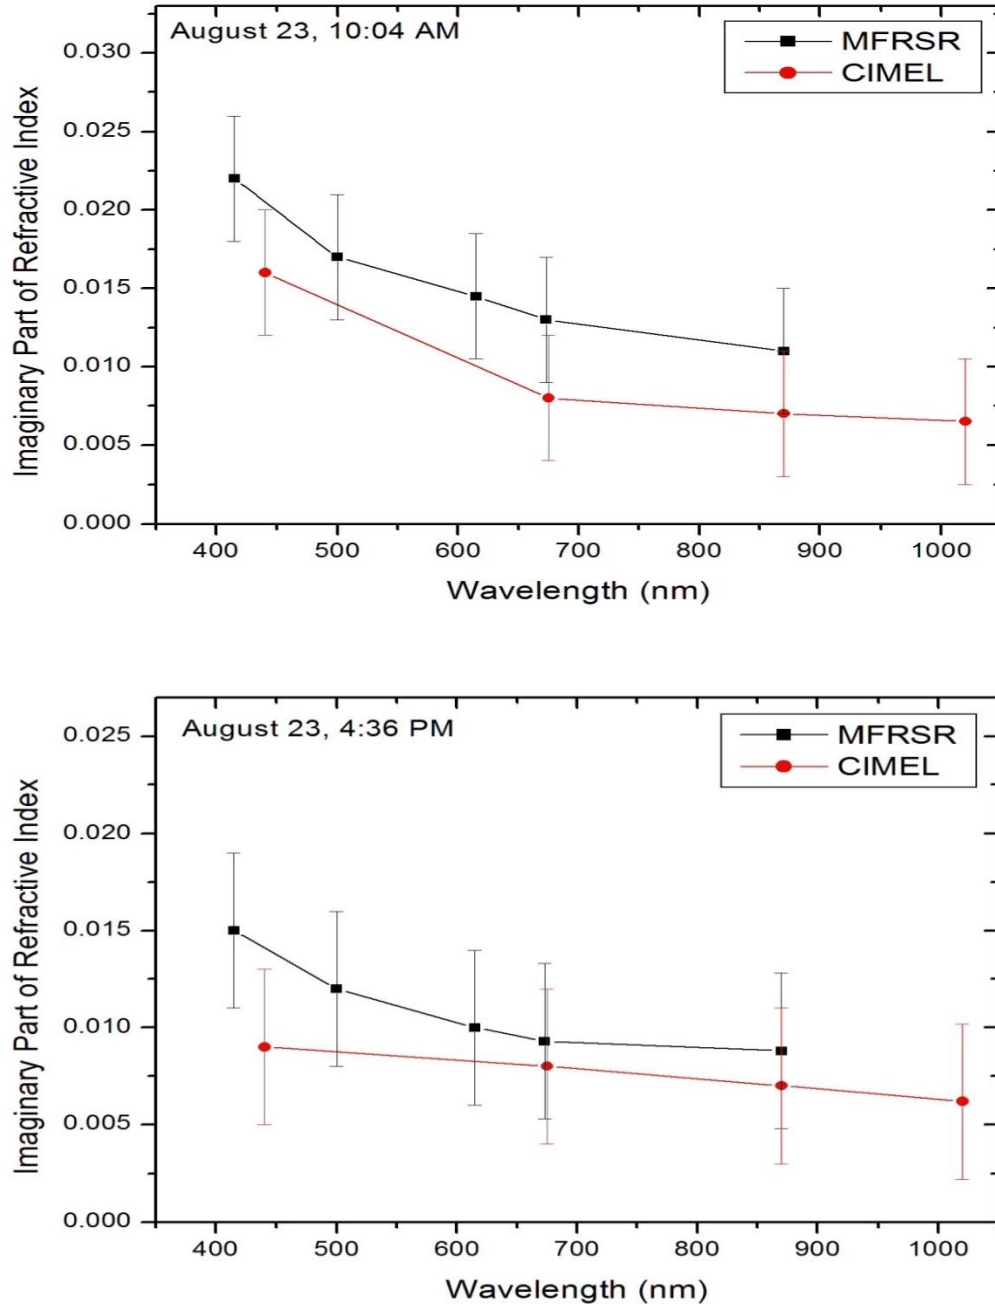 August 23, 10:04 AM
MFRSR
CIMEL
Imaginary Part of Refractive Index
0.030
0.025
0.020
0.015
0.010
0.005
0.000
400 500 600 700 800 900 1000
Wavelength (nm)
August 23, 4:36 PM
MFRSR
CIMEL
Imaginary Part of Refractive Index
0.025
0.020
0.015
0.010
0.005
0.000
400 500 600 700 800 900 1000
Wavelength (nm)